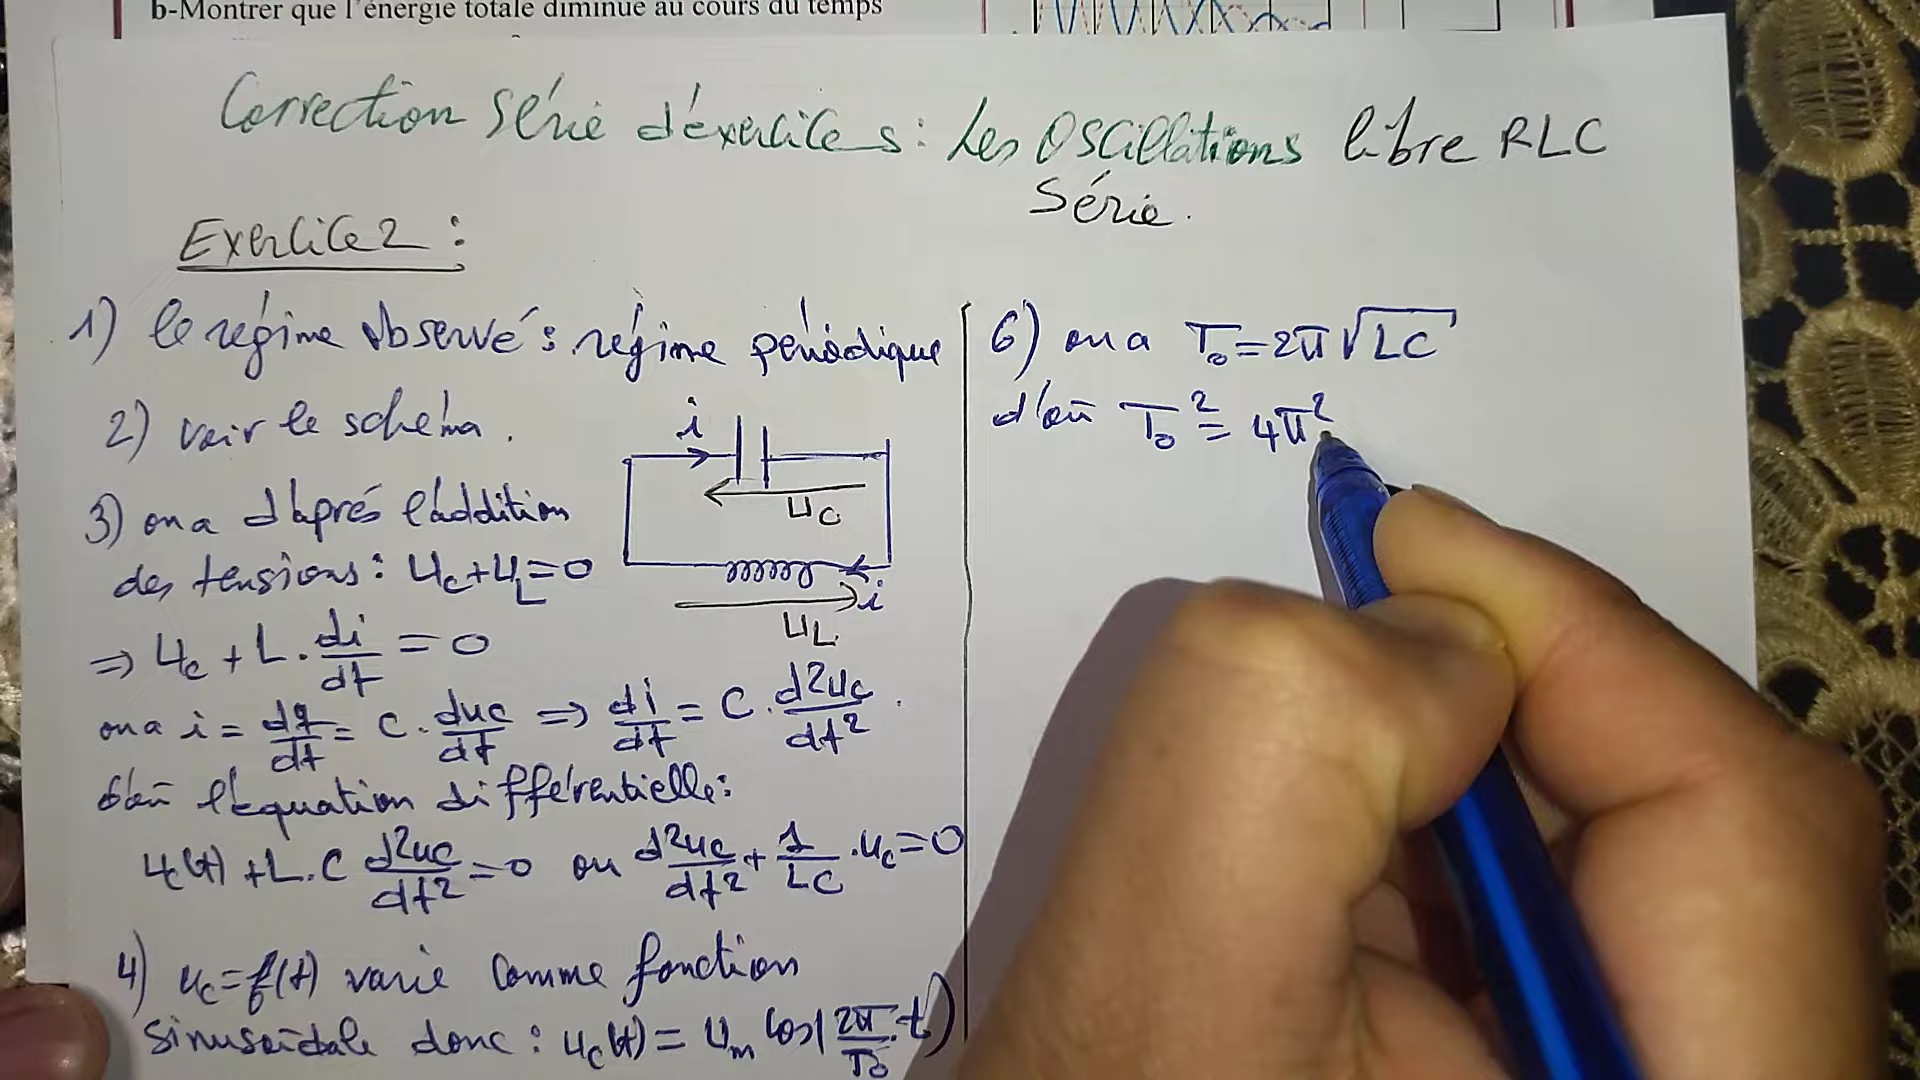 b-Montrer que l'énergie totale diminue au cours du temps
Correction série d'exercices : Les Oscillations libre RLC
Série.
Exercice 2 :
1) le régime observé : régime périodique
2) voir le schéma .
i
uC
i
uL
3) on a d'aprés l'addition
des tensions : uC+uL=0
⇒ uC + L . di/dt = 0
on a i = dq/dt = C . duC/dt ⇒ di/dt = C . d²uC/dt² .
d'où l'équation différentielle :
uC(t) + L.C d²uC/dt² = 0 ou d²uC/dt² + 1/LC .uC = 0
4) uC=f(t) varie comme fonction
sinusoïdale donc : uC(t) = Um cos(2π/T0 .t)
6) on a T0=2π√LC
d'où T0² = 4π²